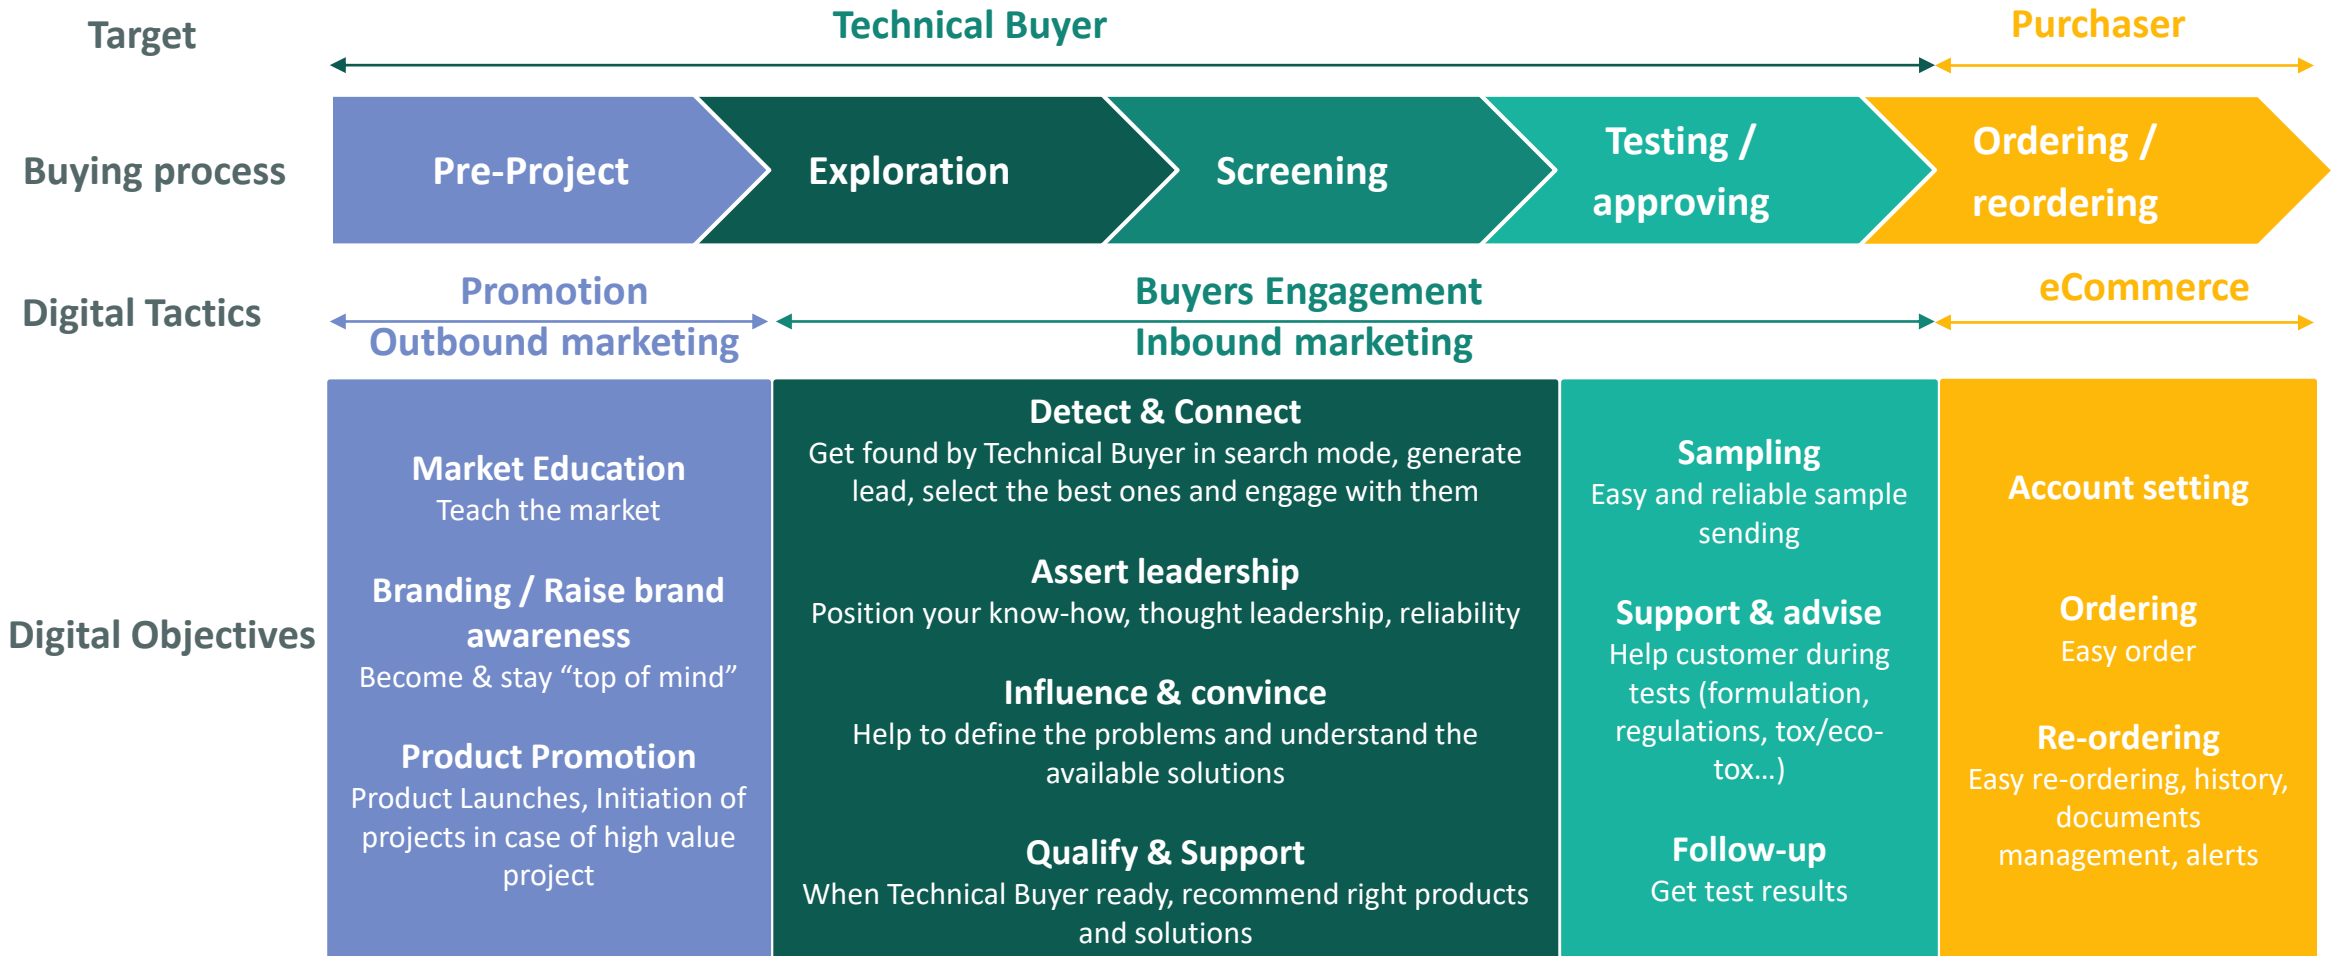 Target
Technical Buyer
Purchaser
Buying process
Pre-Project
Exploration
Screening
Testing /
approving
Ordering /
reordering
Digital Tactics
Promotion
Outbound marketing
Buyers Engagement
Inbound marketing
eCommerce
Digital Objectives
Market Education
Teach the market
Branding / Raise brand
awareness
Become & stay “top of mind”
Product Promotion
Product Launches, Initiation of
projects in case of high value
project
Detect & Connect
Get found by Technical Buyer in search mode, generate
lead, select the best ones and engage with them
Assert leadership
Position your know-how, thought leadership, reliability
Influence & convince
Help to define the problems and understand the
available solutions
Qualify & Support
When Technical Buyer ready, recommend right products
and solutions
Sampling
Easy and reliable sample
sending
Support & advise
Help customer during
tests (formulation,
regulations, tox/eco-
tox...)
Follow-up
Get test results
Account setting
Ordering
Easy order
Re-ordering
Easy re-ordering, history,
documents
management, alerts